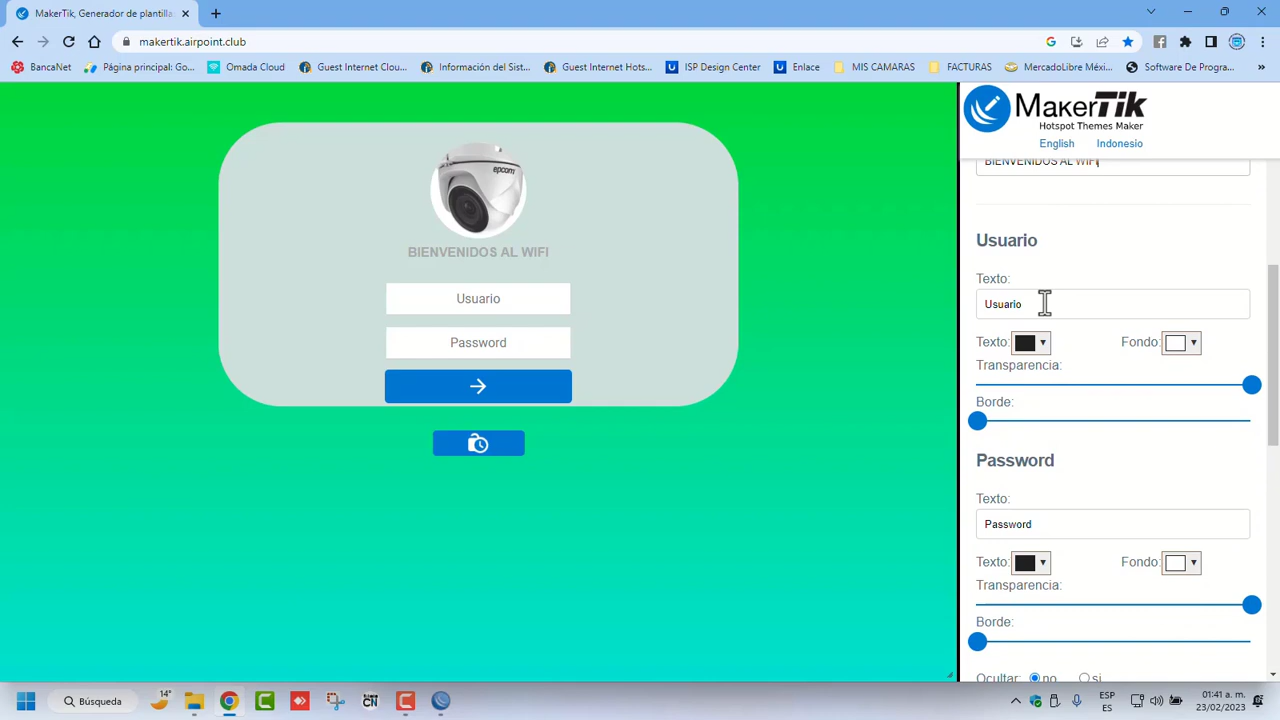 MakerTik, Generador de plantilla
makertik.airpoint.club
BancaNet
Página principal: Go...
Omada Cloud
Guest Internet Clou...
Información del Sist...
Guest Internet Hots...
ISP Design Center
Enlace
MIS CAMARAS
FACTURAS
MercadoLibre Méxi...
Software De Progra...
»
epcom
BIENVENIDOS AL WIFI
Usuario
Password
MakerTik
Hotspot Themes Maker
English Indonesio
BIENVENIDOS AL WIFI
Usuario
Texto:
Usuario
Texto: Fondo:
Transparencia:
Borde:
Password
Texto:
Password
Texto: Fondo:
Transparencia:
Borde:
Ocultar: no si
Búsqueda
14°
CN
ESP
ES
01:41 a. m.
23/02/2023